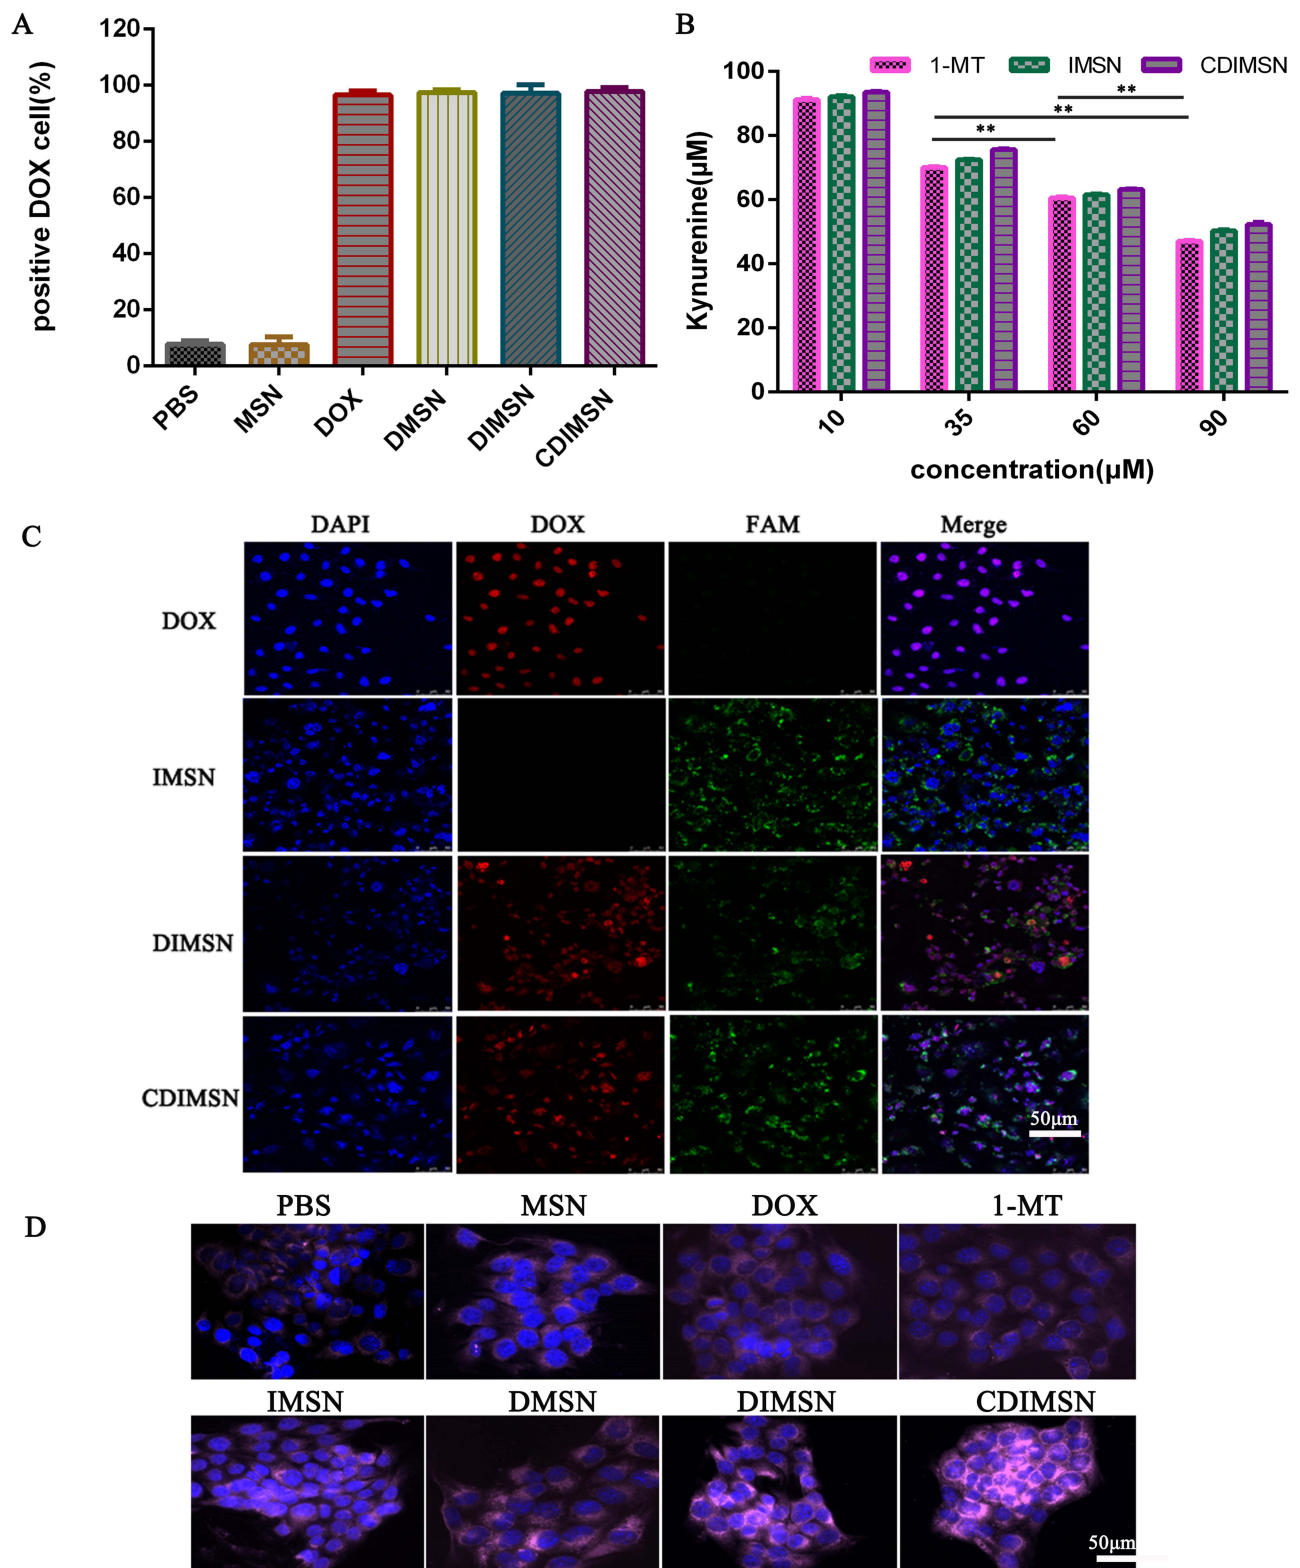 A
positive DOX cell(%)
120
100
80
60
40
20
0
PBS
MSN
DOX
DMSN
DIMSN
CDIMSN
B
1-MT
IMSN
CDIMSN
Kynurenine(μM)
100
80
60
40
20
0
**
**
**
10
35
60
90
concentration(μM)
C
DAPI
DOX
FAM
Merge
DOX
IMSN
DIMSN
CDIMSN
50μm
D
PBS
MSN
DOX
1-MT
IMSN
DMSN
DIMSN
CDIMSN
50μm